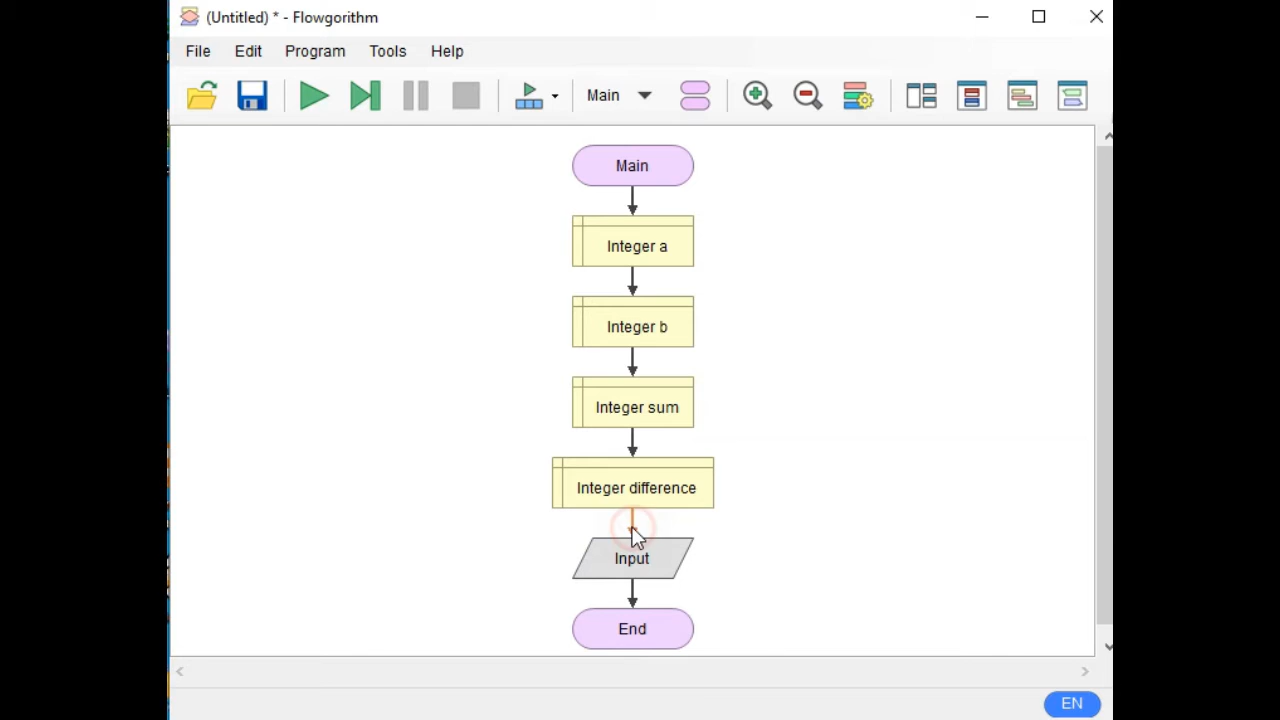 (Untitled) * - Flowgorithm
File Edit Program Tools Help
Main
Main
Integer a
Integer b
Integer sum
Integer difference
Input
End
EN